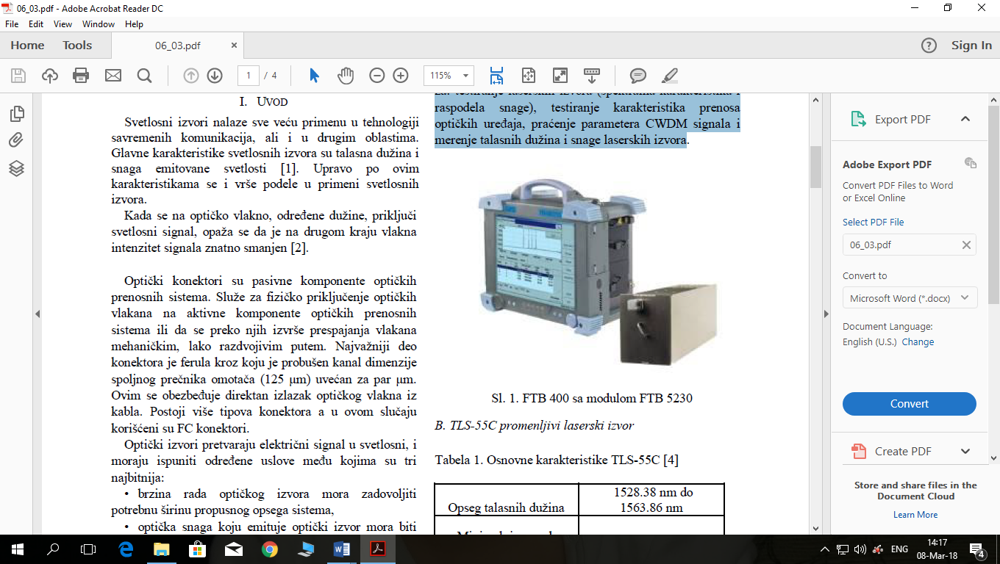 06_03.pdf - Adobe Acrobat Reader DC
File Edit View Window Help
Home Tools 06_03.pdf × ? Sign In
1 / 4 115%
I. UVOD
Svetlosni izvori nalaze sve veću primenu u tehnologiji
savremenih komunikacija, ali i u drugim oblastima.
Glavne karakteristike svetlosnih izvora su talasna dužina i
snaga emitovane svetlosti [1]. Upravo po ovim
karakteristikama se i vrše podele u primeni svetlosnih
izvora.
Kada se na optičko vlakno, određene dužine, priključi
svetlosni signal, opaža se da je na drugom kraju vlakna
intenzitet signala znatno smanjen [2].
Optički konektori su pasivne komponente optičkih
prenosnih sistema. Služe za fizičko priključenje optičkih
vlakana na aktivne komponente optičkih prenosnih
sistema ili da se preko njih izvrše prespajanja vlakana
mehaničkim, lako razdvojivim putem. Najvažniji deo
konektora je ferula kroz koju je probušen kanal dimenzije
spoljnog prečnika omotača (125 μm) uvećan za par μm.
Ovim se obezbeđuje direktan izlazak optičkog vlakna iz
kabla. Postoji više tipova konektora a u ovom slučaju
korišćeni su FC konektori.
Optički izvori pretvaraju električni signal u svetlosni, i
moraju ispuniti određene uslove među kojima su tri
najbitnija:
• brzina rada optičkog izvora mora zadovoljiti
potrebnu širinu propusnog opsega sistema,
• optička snaga koju emituje optički izvor mora biti
za: testiranje laserskih izvora (spektralna karakteristika i
raspodela snage), testiranje karakteristika prenosa
optičkih uređaja, praćenje parametera CWDM signala i
merenje talasnih dužina i snage laserskih izvora.
Sl. 1. FTB 400 sa modulom FTB 5230
B. TLS-55C promenljivi laserski izvor
Tabela 1. Osnovne karakteristike TLS-55C [4]
Opseg talasnih dužina
1528.38 nm do
1563.86 nm
Export PDF
Adobe Export PDF
Convert PDF Files to Word
or Excel Online
Select PDF File
06_03.pdf
Convert to
Microsoft Word (*.docx)
Document Language:
English (U.S.) Change
Convert
Create PDF
Store and share files in the
Document Cloud
Learn More
ENG
14:17
08-Mar-18
4